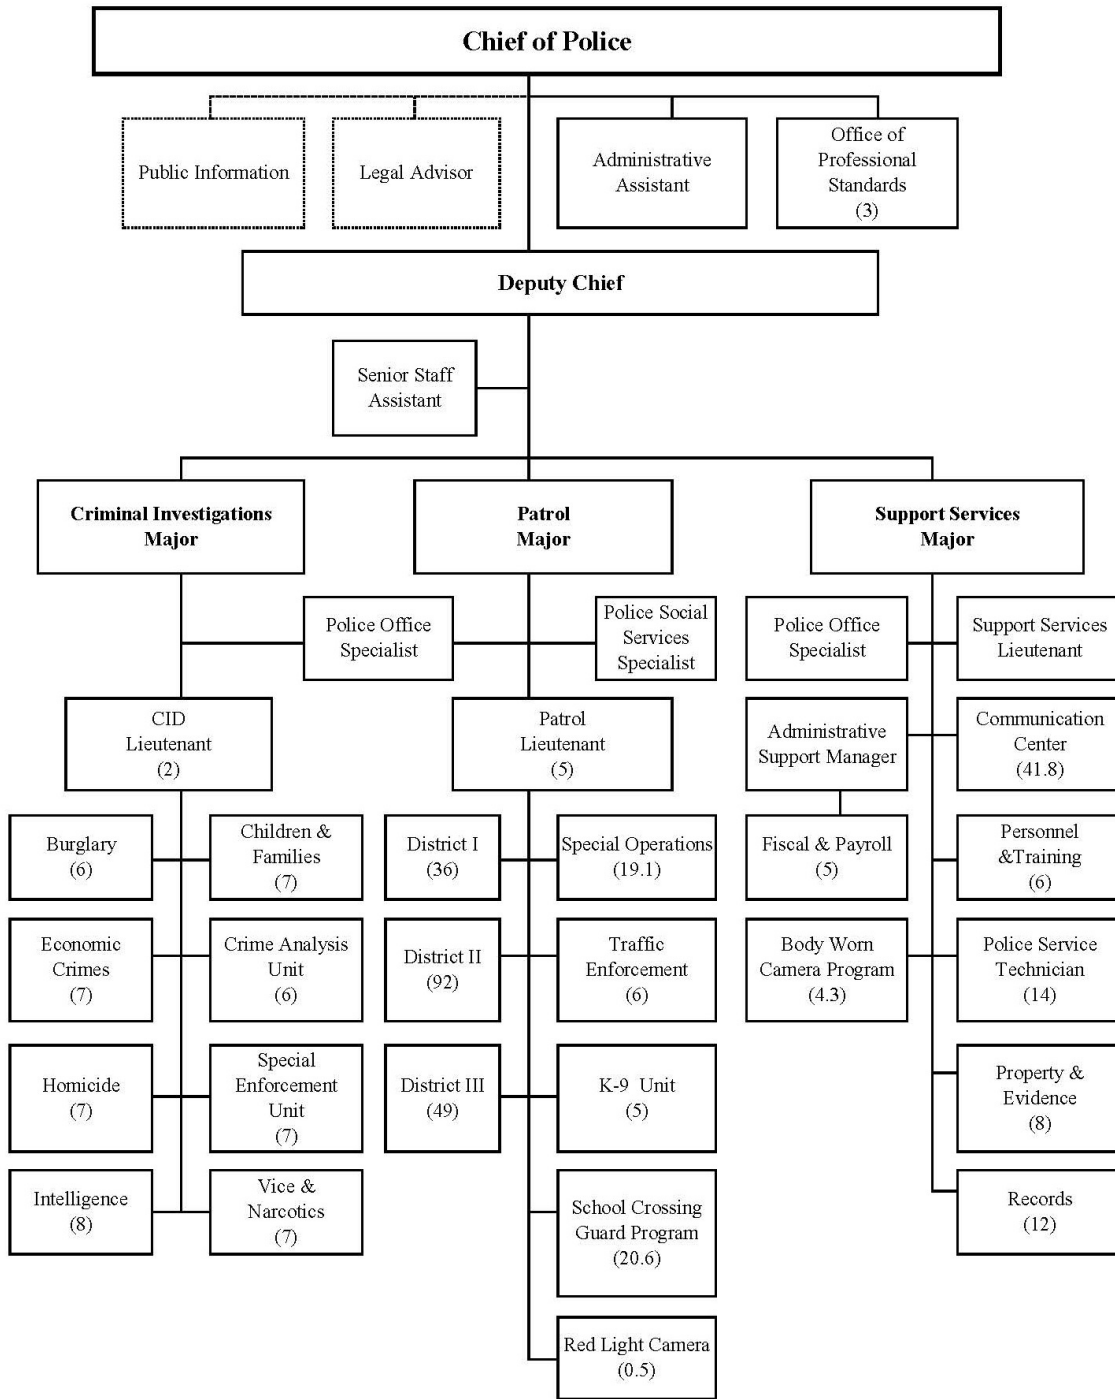 Chief of Police
Public Information
Legal Advisor
Administrative
Assistant
Office of
Professional
Standards
(3)
Deputy Chief
Senior Staff
Assistant
Criminal Investigations
Major
Patrol
Major
Support Services
Major
Police Office
Specialist
Police Social
Services
Specialist
Police Office
Specialist
Support Services
Lieutenant
CID
Lieutenant
(2)
Patrol
Lieutenant
(5)
Administrative
Support Manager
Communication
Center
(41.8)
Burglary
(6)
Children &
Families
(7)
District I
(36)
Special Operations
(19.1)
Fiscal & Payroll
(5)
Personnel
&Training
(6)
Economic
Crimes
(7)
Crime Analysis
Unit
(6)
District II
(92)
Traffic
Enforcement
(6)
Body Worn
Camera Program
(4.3)
Police Service
Technician
(14)
Homicide
(7)
Special
Enforcement
Unit
(7)
District III
(49)
K-9 Unit
(5)
Property &
Evidence
(8)
Intelligence
(8)
Vice &
Narcotics
(7)
School Crossing
Guard Program
(20.6)
Records
(12)
Red Light Camera
(0.5)